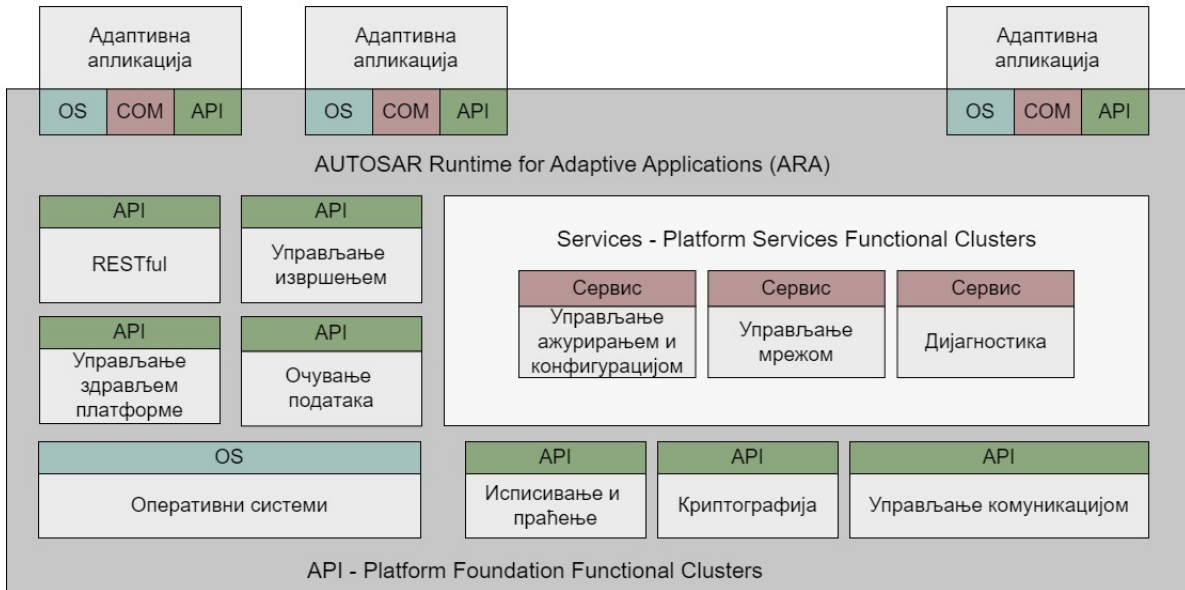 Адаптивна
апликација
Адаптивна
апликација
Адаптивна
апликација
OS COM API
OS COM API
OS COM API
AUTOSAR Runtime for Adaptive Applications (ARA)
API
RESTful
API
Управљање
извршењем
Services - Platform Services Functional Clusters
Сервис
Управљање
ажурирањем и
конфигурацијом
Сервис
Управљање
мрежом
Сервис
Дијагностика
API
Управљање
здрављем
платформе
API
Очување
података
OS
Оперативни системи
API
Исписивање и
праћење
API
Криптографија
API
Управљање комуникацијом
API - Platform Foundation Functional Clusters